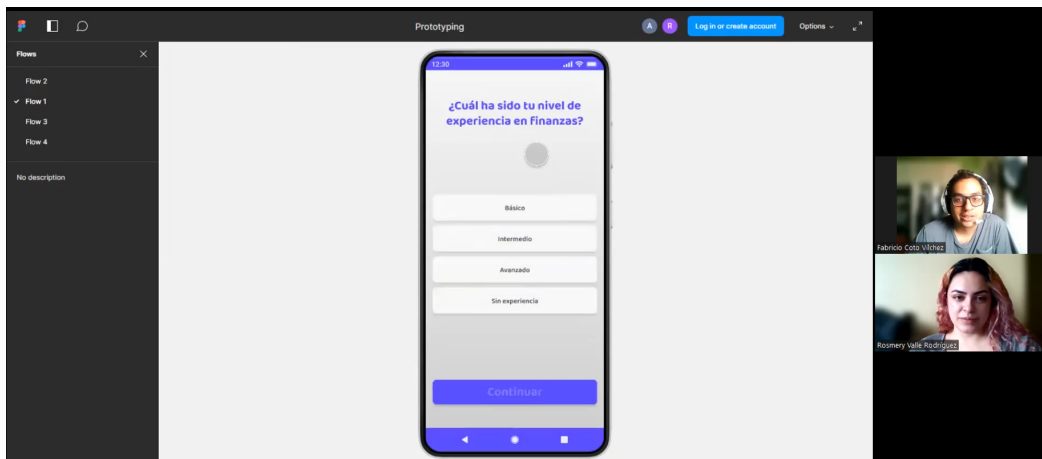 Prototyping
A
R
Log in or create account
Options
Flows
Flow 2
Flow 1
Flow 3
Flow 4
No description
12:30
¿Cuál ha sido tu nivel de
experiencia en finanzas?
Básico
Intermedio
Avanzado
Sin experiencia
Continuar
Fabricio Coto Vilchez
Rosmery Valle Rodriguez